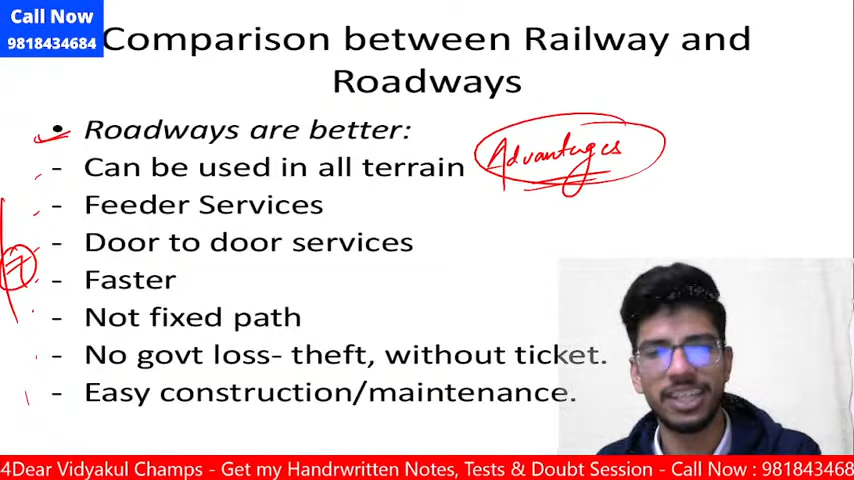 Call Now
9818434684
Comparison between Railway and
Roadways
• Roadways are better:
Advantages
- Can be used in all terrain
- Feeder Services
- Door to door services
- Faster
- Not fixed path
- No govt loss- theft, without ticket.
- Easy construction/maintenance.
7
4Dear Vidyakul Champs - Get my Handrwritten Notes, Tests & Doubt Session - Call Now : 981843468